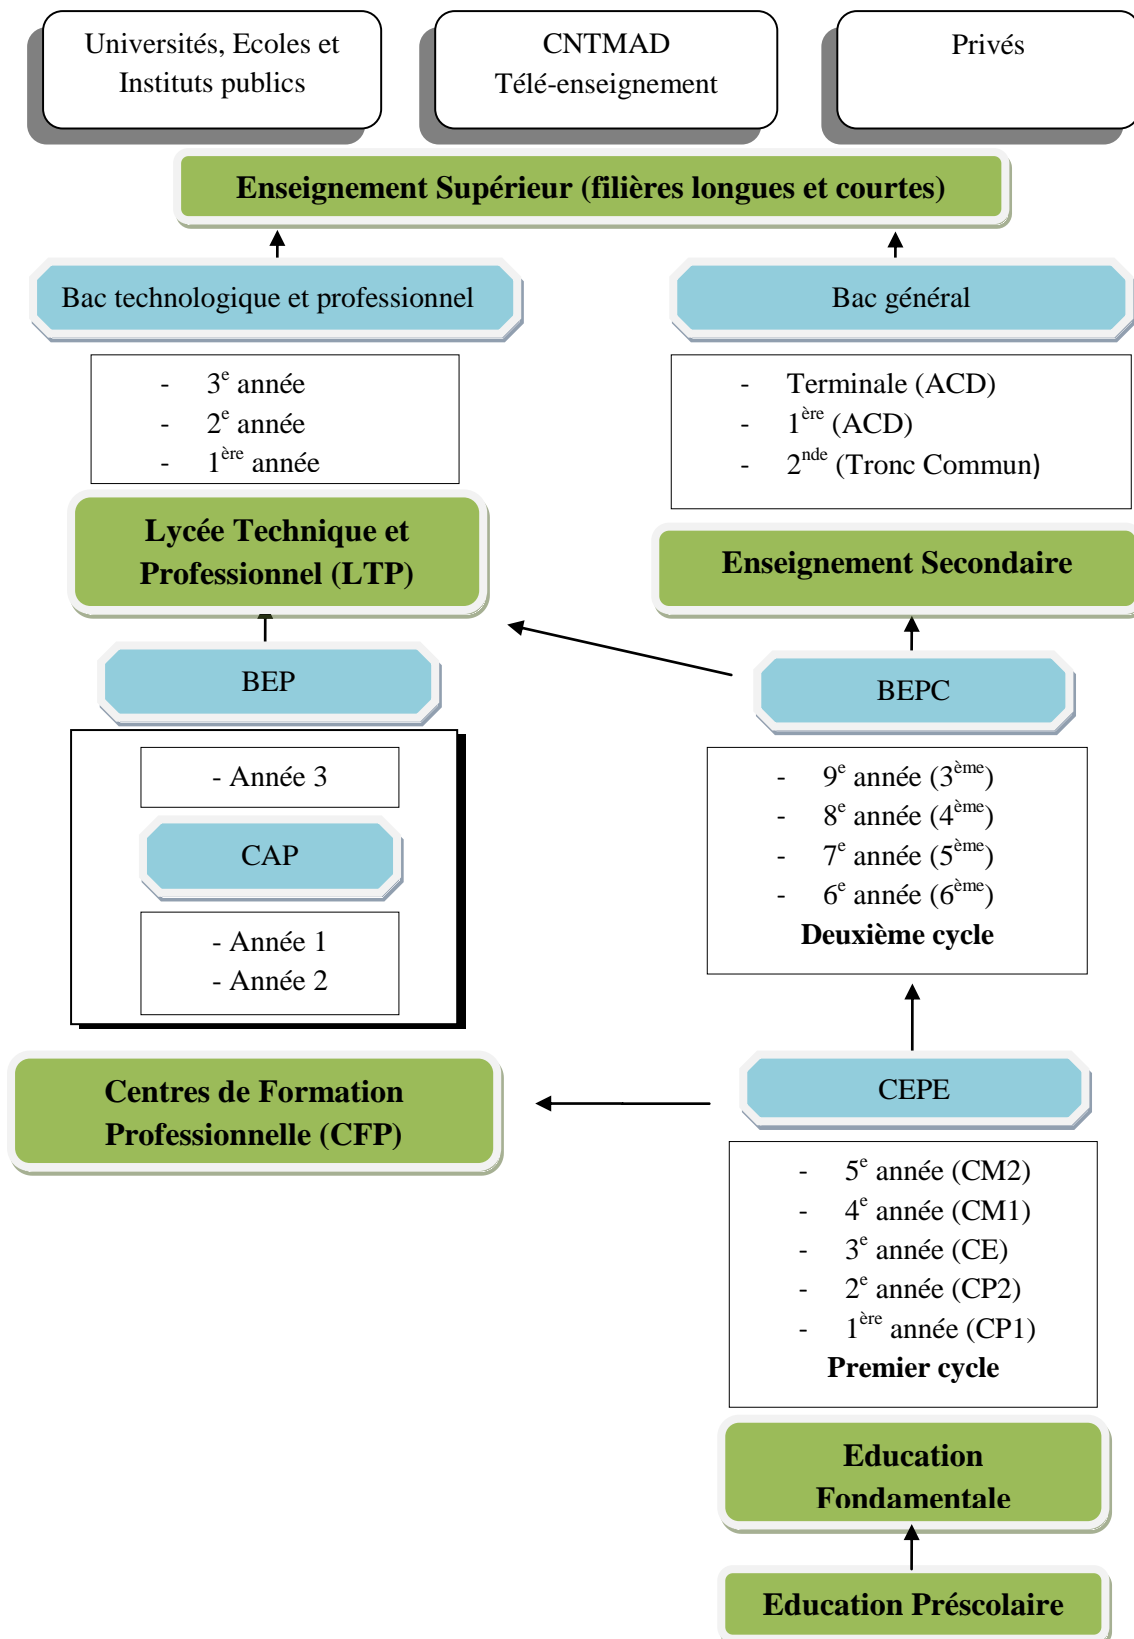 Universités, Ecoles et
Instituts publics
CNTMAD
Télé-enseignement
Privés
Enseignement Supérieur (filières longues et courtes)
Bac technologique et professionnel
Bac général
- 3e année
- 2e année
- 1ère année
- Terminale (ACD)
- 1ère (ACD)
- 2nde (Tronc Commun)
Lycée Technique et
Professionnel (LTP)
Enseignement Secondaire
BEP
BEPC
- Année 3
CAP
- Année 1
- Année 2
- 9e année (3ème)
- 8e année (4ème)
- 7e année (5ème)
- 6e année (6ème)
Deuxième cycle
Centres de Formation
Professionnelle (CFP)
CEPE
- 5e année (CM2)
- 4e année (CM1)
- 3e année (CE)
- 2e année (CP2)
- 1ère année (CP1)
Premier cycle
Education
Fondamentale
Education Préscolaire